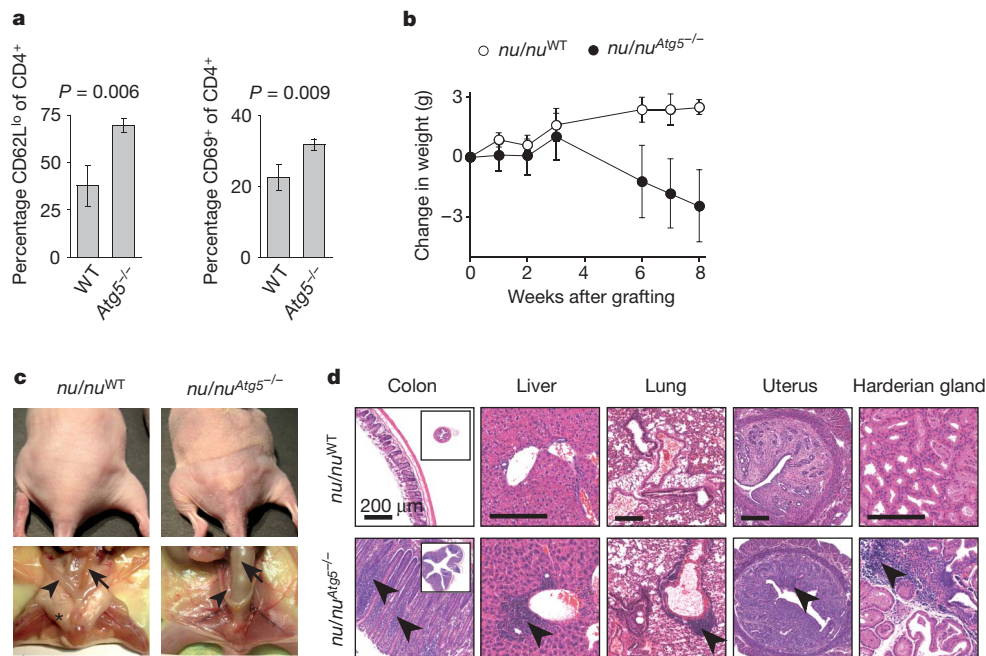 a
Percentage CD62Lˡᵒ of CD4⁺
P = 0.006
75
50
25
0
WT
Atg5⁻/⁻
Percentage CD69⁺ of CD4⁺
P = 0.009
40
20
0
WT
Atg5⁻/⁻
b
nu/nuᵂᵀ
nu/nuAtg5⁻/⁻
Change in weight (g)
3
0
−3
0 2 4 6 8
Weeks after grafting
c
nu/nuᵂᵀ nu/nuAtg5⁻/⁻
*
*
d
Colon Liver Lung Uterus Harderian gland
nu/nuᵂᵀ
200 μm
nu/nuAtg5⁻/⁻